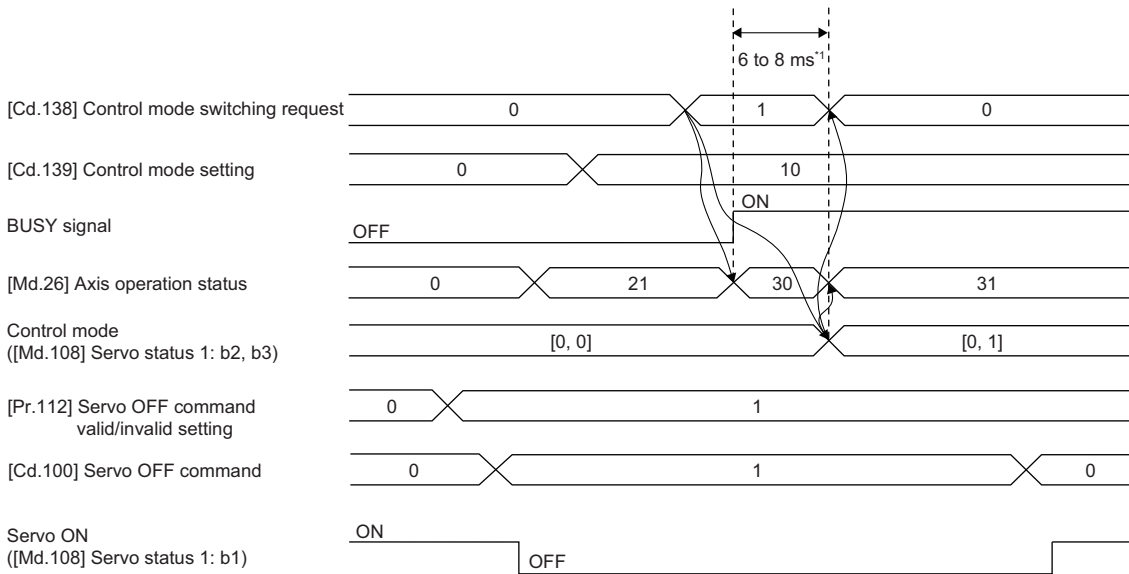 6 to 8 ms*1
[Cd.138] Control mode switching request 0 1 0
[Cd.139] Control mode setting 0 10
ON
BUSY signal
OFF
[Md.26] Axis operation status 0 21 30 31
Control mode
([Md.108] Servo status 1: b2, b3) [0, 0] [0, 1]
[Pr.112] Servo OFF command 0 1
valid/invalid setting
[Cd.100] Servo OFF command 0 1 0
Servo ON ON
([Md.108] Servo status 1: b1) OFF